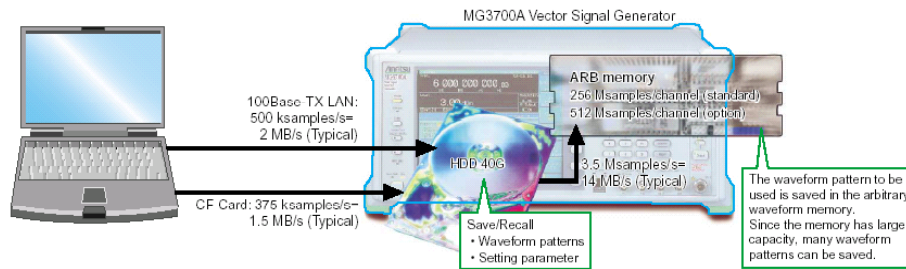 MG3700A Vector Signal Generator
100Base-TX LAN:
500 ksamples/s=
2 MB/s (Typical)
CF Card: 375 ksamples/s=
1.5 MB/s (Typical)
6 000 000 000 00
3.00 dBm
HDD 40G
ARB memory
256 Msamples/channel (standard)
512 Msamples/channel (option)
3.5 Msamples/s=
14 MB/s (Typical)
Save/Recall
• Waveform patterns
• Setting parameter
The waveform pattern to be
used is saved in the arbitrary
waveform memory.
Since the memory has large
capacity, many waveform
patterns can be saved.